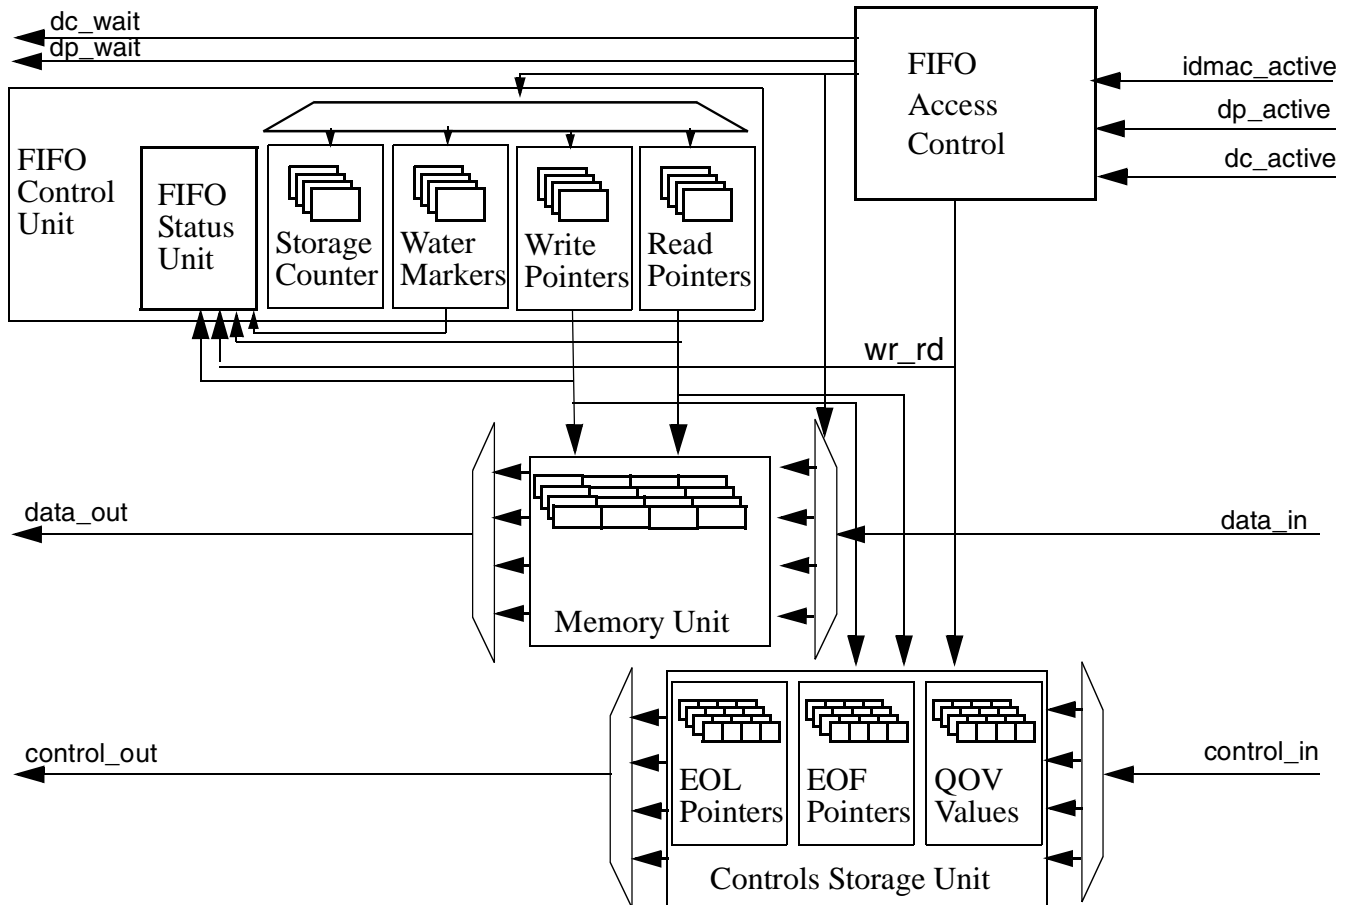 dc_wait
dp_wait
FIFO
Access
Control
idmac_active
dp_active
dc_active
FIFO
Control
Unit
FIFO
Status
Unit
Storage
Counter
Water
Markers
Write
Pointers
Read
Pointers
wr_rd
data_out
data_in
Memory Unit
control_out
control_in
EOL
Pointers
EOF
Pointers
QOV
Values
Controls Storage Unit